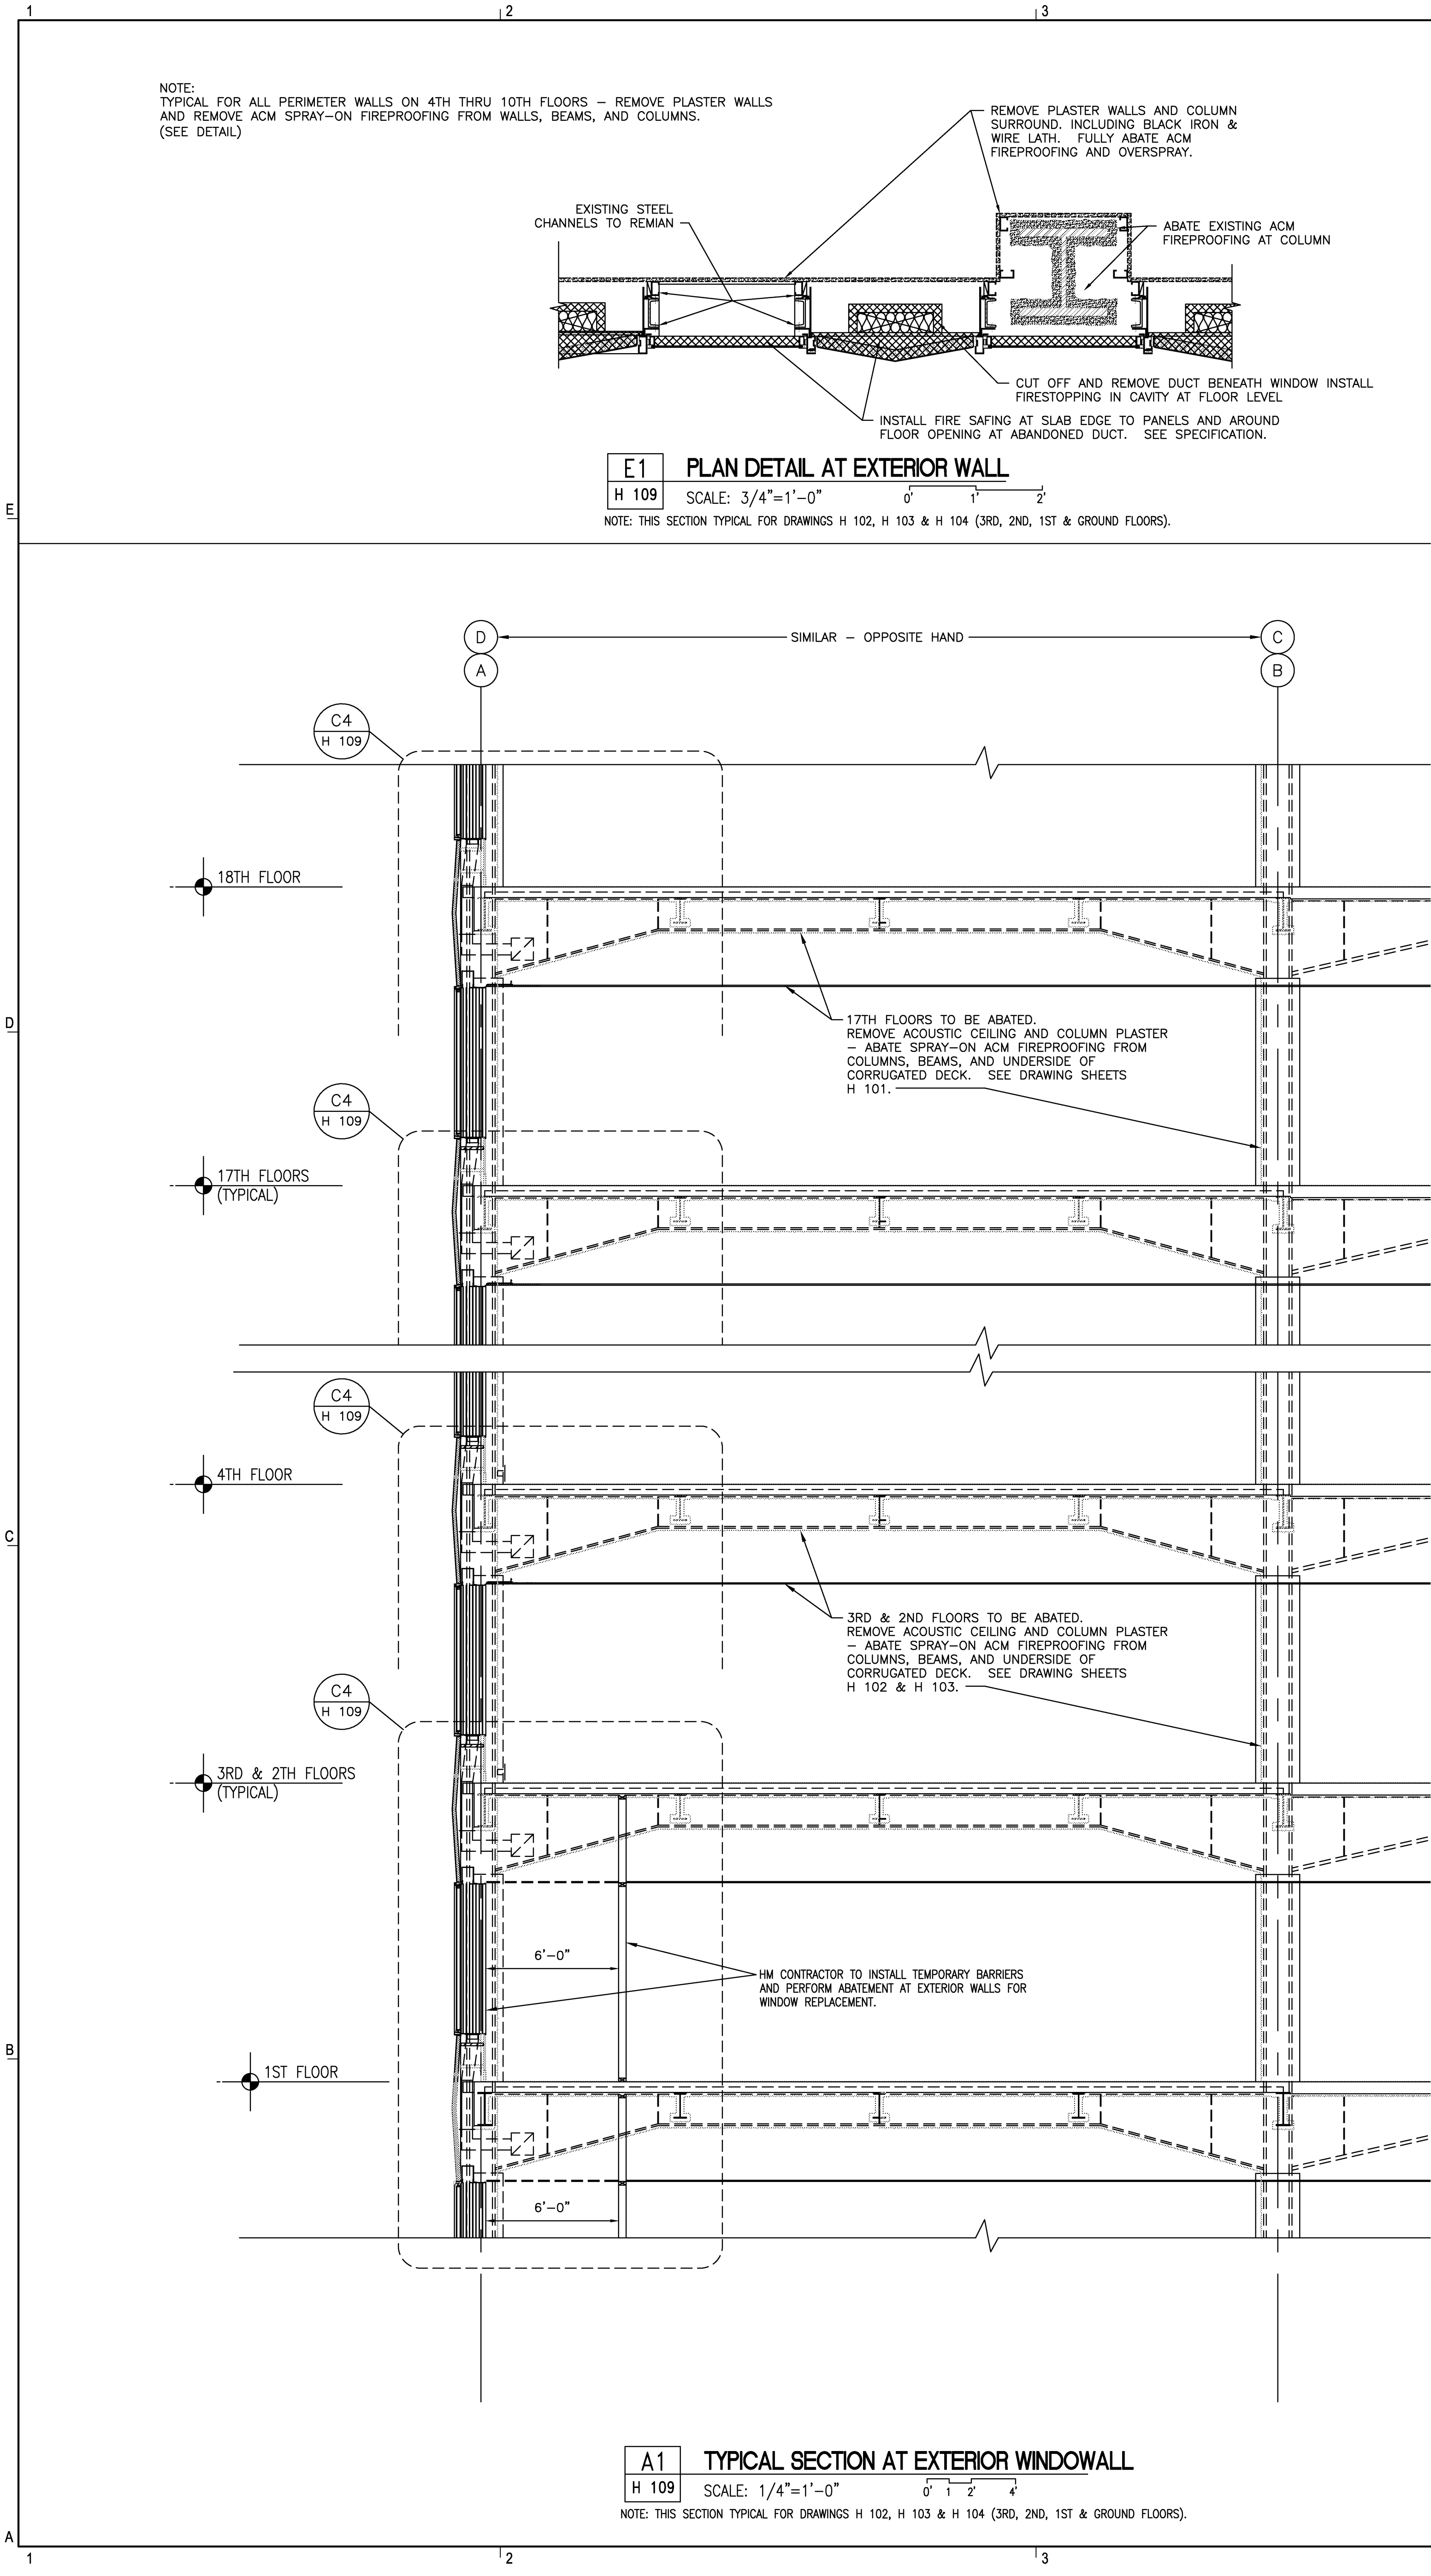 1
2
3
NOTE:
TYPICAL FOR ALL PERIMETER WALLS ON 4TH THRU 10TH FLOORS – REMOVE PLASTER WALLS
AND REMOVE ACM SPRAY–ON FIREPROOFING FROM WALLS, BEAMS, AND COLUMNS.
(SEE DETAIL)
REMOVE PLASTER WALLS AND COLUMN
SURROUND. INCLUDING BLACK IRON &
WIRE LATH. FULLY ABATE ACM
FIREPROOFING AND OVERSPRAY.
EXISTING STEEL
CHANNELS TO REMIAN
ABATE EXISTING ACM
FIREPROOFING AT COLUMN
CUT OFF AND REMOVE DUCT BENEATH WINDOW INSTALL
FIRESTOPPING IN CAVITY AT FLOOR LEVEL
INSTALL FIRE SAFING AT SLAB EDGE TO PANELS AND AROUND
FLOOR OPENING AT ABANDONED DUCT. SEE SPECIFICATION.
E1
H 109
PLAN DETAIL AT EXTERIOR WALL
SCALE: 3/4"=1'–0"
0' 1' 2'
NOTE: THIS SECTION TYPICAL FOR DRAWINGS H 102, H 103 & H 104 (3RD, 2ND, 1ST & GROUND FLOORS).
E
D
SIMILAR – OPPOSITE HAND
C
A
B
C4
H 109
18TH FLOOR
D
17TH FLOORS TO BE ABATED.
REMOVE ACOUSTIC CEILING AND COLUMN PLASTER
– ABATE SPRAY–ON ACM FIREPROOFING FROM
COLUMNS, BEAMS, AND UNDERSIDE OF
CORRUGATED DECK. SEE DRAWING SHEETS
H 101.
C4
H 109
17TH FLOORS
(TYPICAL)
C4
H 109
4TH FLOOR
C
3RD & 2ND FLOORS TO BE ABATED.
REMOVE ACOUSTIC CEILING AND COLUMN PLASTER
– ABATE SPRAY–ON ACM FIREPROOFING FROM
COLUMNS, BEAMS, AND UNDERSIDE OF
CORRUGATED DECK. SEE DRAWING SHEETS
H 102 & H 103.
C4
H 109
3RD & 2TH FLOORS
(TYPICAL)
6'–0"
HM CONTRACTOR TO INSTALL TEMPORARY BARRIERS
AND PERFORM ABATEMENT AT EXTERIOR WALLS FOR
WINDOW REPLACEMENT.
B
1ST FLOOR
6'–0"
A1
H 109
TYPICAL SECTION AT EXTERIOR WINDOWALL
SCALE: 1/4"=1'–0"
0' 1 2' 4'
NOTE: THIS SECTION TYPICAL FOR DRAWINGS H 102, H 103 & H 104 (3RD, 2ND, 1ST & GROUND FLOORS).
A
1
2
3